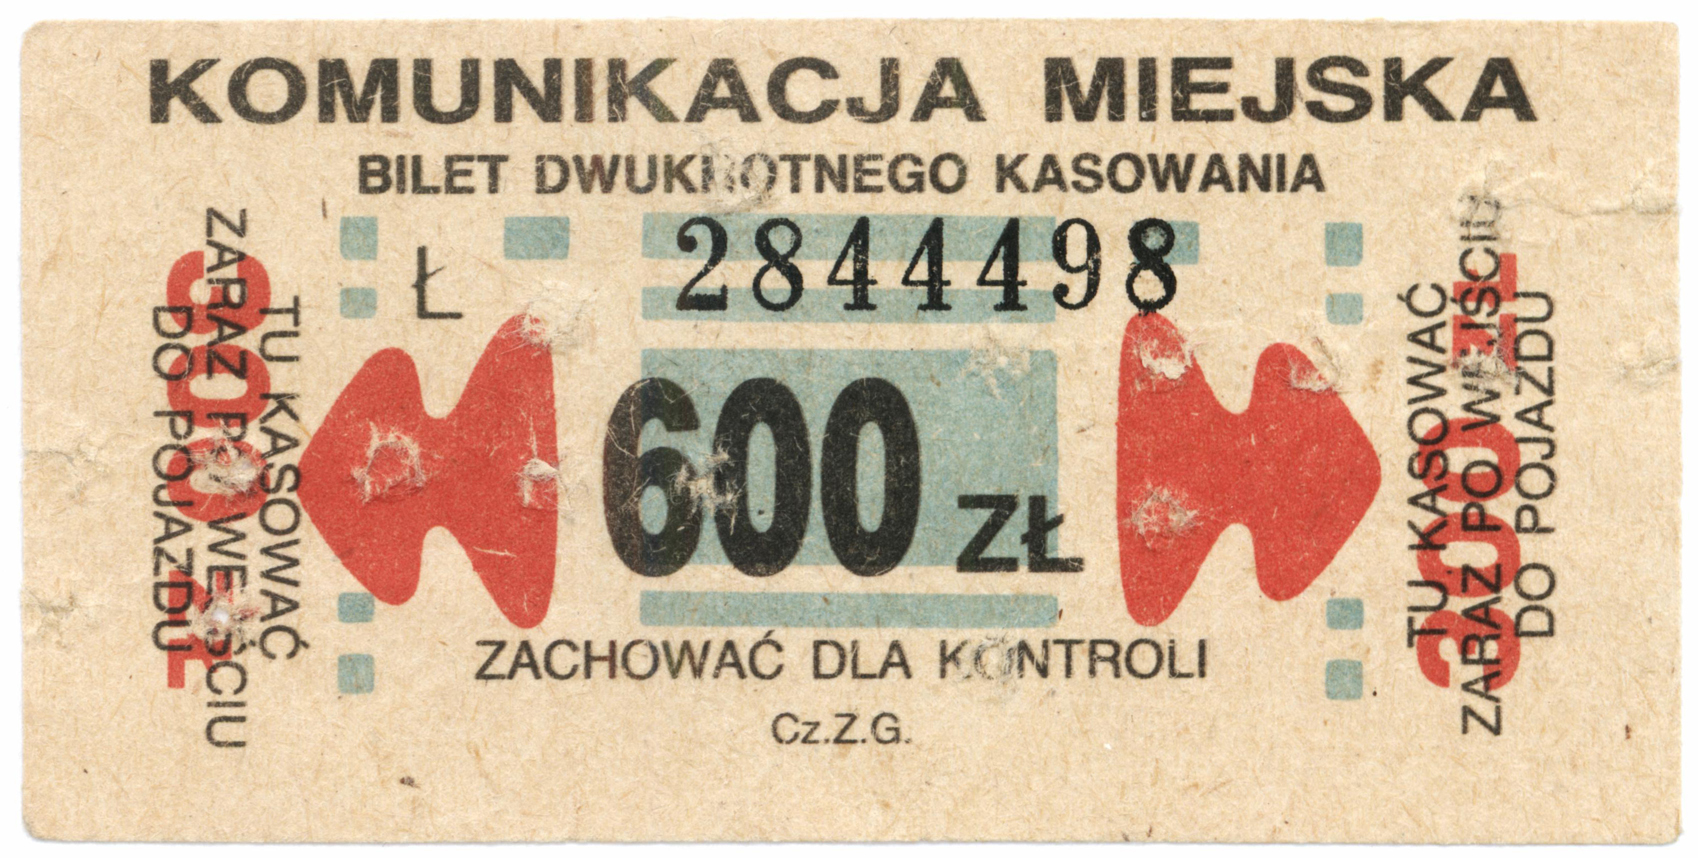 KOMUNIKACJA MIEJSKA
BILET DWUKROTNEGO KASOWANIA
Ł 2844498
600 ZŁ
ZACHOWAĆ DLA KONTROLI
Cz.Z.G.
TU KASOWAĆ
ZARAZ PO WEJŚCIU
DO POJAZDU
300 ZŁ
TU KASOWAĆ
ZARAZ PO WEJŚCIU
DO POJAZDU
300 ZŁ